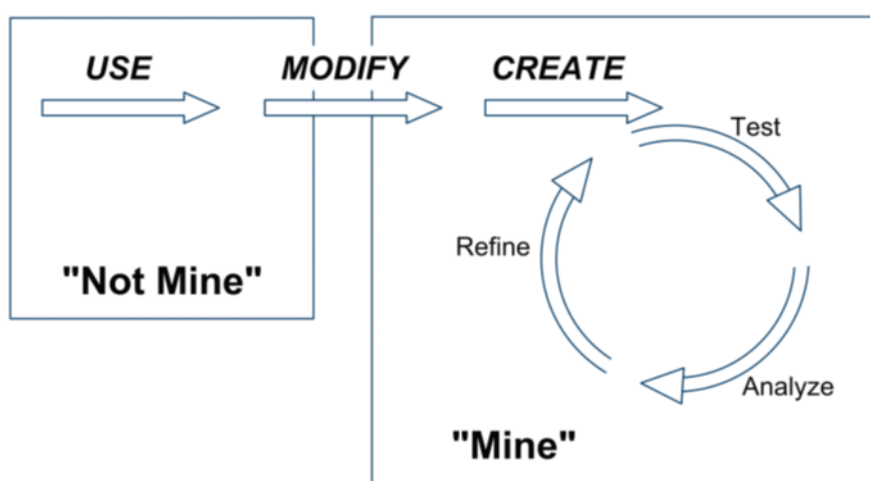 USE
MODIFY
CREATE
Test
Refine
"Not Mine"
Analyze
"Mine"